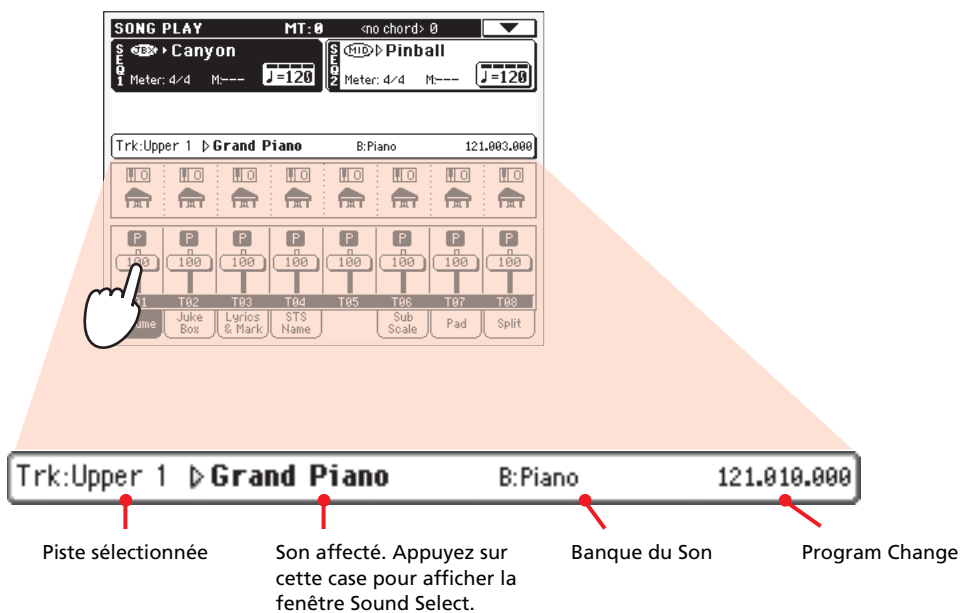 SONG PLAY MT:0 <no chord> 0
SEQ1 JBX Canyon
Meter: 4/4 M:--- ♩=120
SEQ2 MID Pinball
Meter: 4/4 M:--- ♩=120
Trk:Upper 1 ▷Grand Piano B:Piano 121.003.000
P P P P P P P P
100 100 100 100 100 100 100 100
T02 T03 T04 T05 T06 T07 T08
Juke Box
Lyrics & Mark
STS Name
Sub Scale
Pad
Split
Trk:Upper 1 ▷Grand Piano B:Piano 121.010.000
Piste sélectionnée
Son affecté. Appuyez sur
cette case pour afficher la
fenêtre Sound Select.
Banque du Son
Program Change